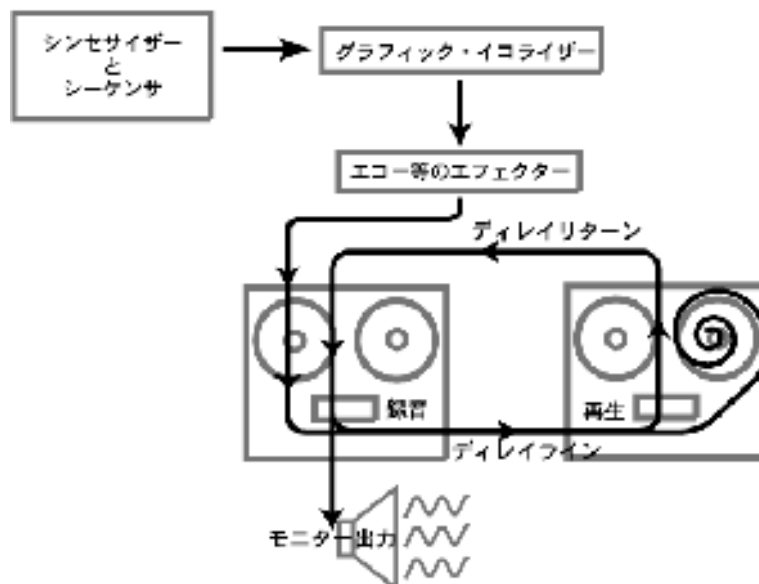 シンセサイザー
と
シーケンサ
グラフィック・イコライザー
エコー等のエフェクター
ディレイリターン
録音
再生
ディレイライン
モニター出力